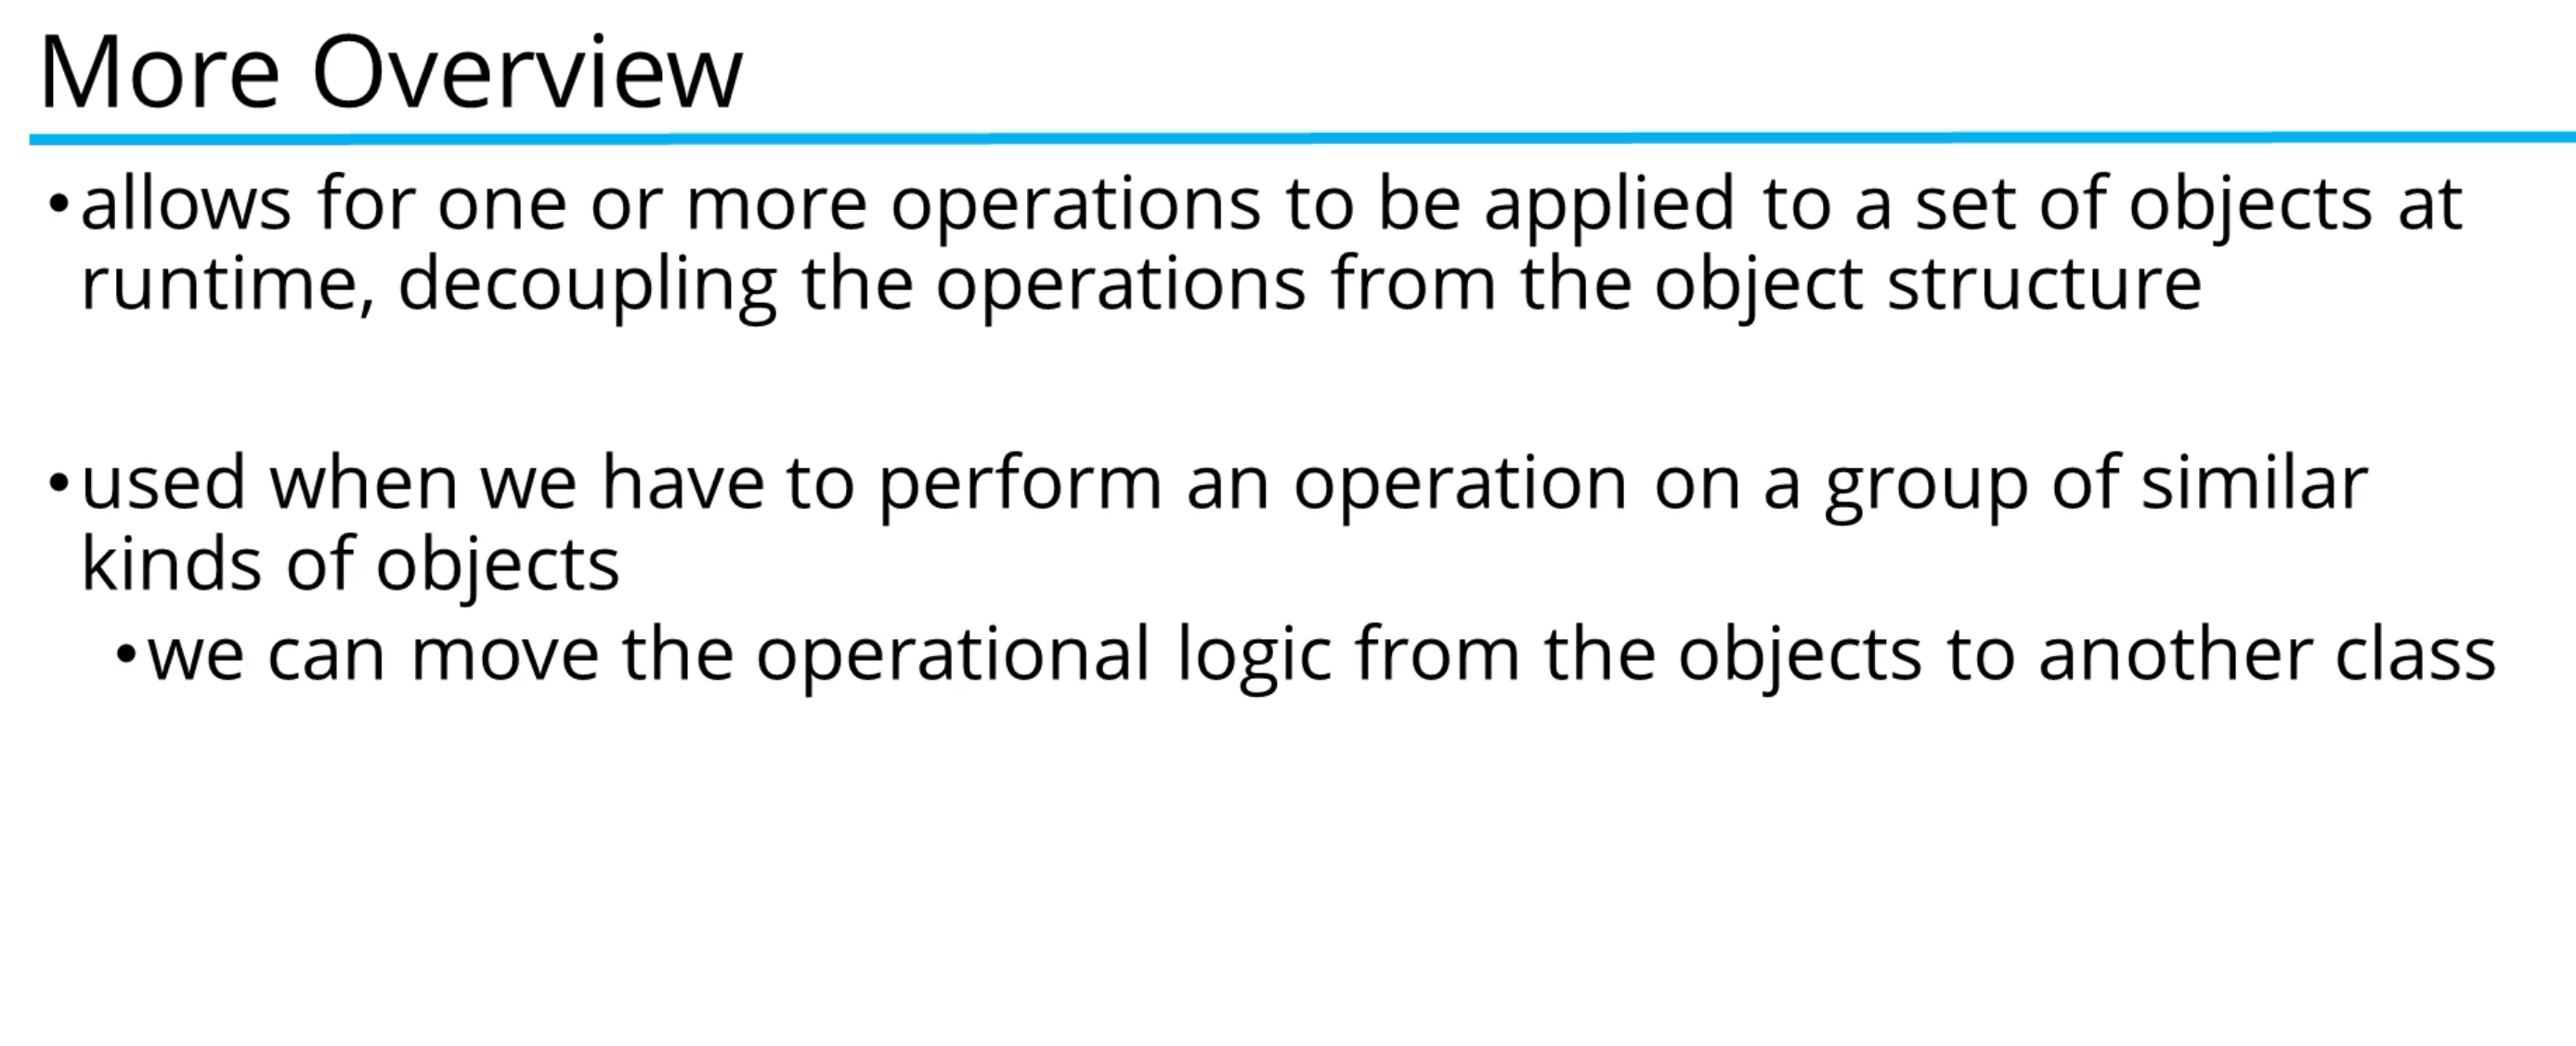 More Overview
•allows for one or more operations to be applied to a set of objects at
runtime, decoupling the operations from the object structure
•used when we have to perform an operation on a group of similar
kinds of objects
•we can move the operational logic from the objects to another class